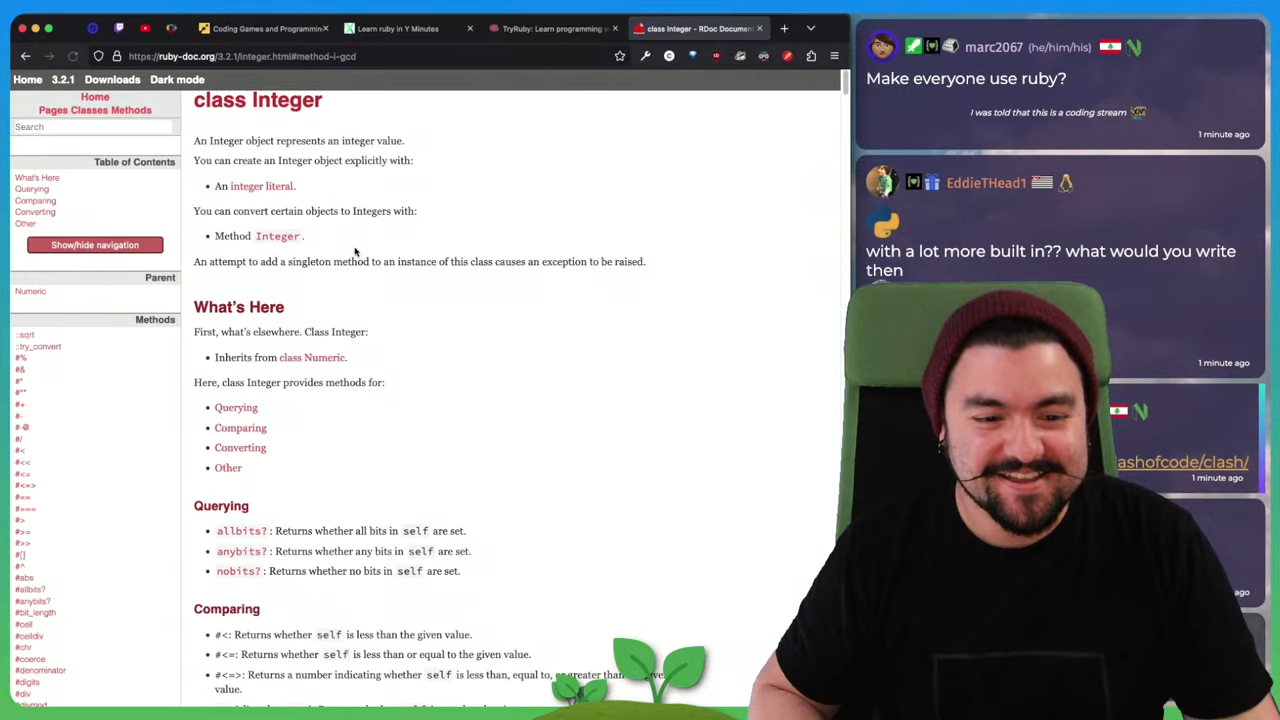 Coding Games and Programmin
Learn ruby in Y Minutes
TryRuby: Learn programming
class Integer - RDoc Document
https://ruby-doc.org/3.2.1/Integer.html#method-i-gcd
Home 3.2.1 Downloads Dark mode
Home
Pages Classes Methods
Search
Table of Contents
What's Here
Querying
Comparing
Converting
Other
Show/hide navigation
Parent
Numeric
Methods
::sqrt
::try_convert
#%
#&
#*
#**
#+
#-
#-@
#/
#<
#<<
#<=
#<=>
#==
#===
#>
#>=
#>>
#[]
#^
#abs
#allbits?
#anybits?
#bit_length
#ceil
#ceildiv
#chr
#coerce
#denominator
#digits
#div
#divmod
class Integer
An Integer object represents an integer value.
You can create an Integer object explicitly with:
• An integer literal.
You can convert certain objects to Integers with:
• Method Integer.
An attempt to add a singleton method to an instance of this class causes an exception to be raised.
What's Here
First, what's elsewhere. Class Integer:
• Inherits from class Numeric.
Here, class Integer provides methods for:
• Querying
• Comparing
• Converting
• Other
Querying
• allbits?: Returns whether all bits in self are set.
• anybits?: Returns whether any bits in self are set.
• nobits?: Returns whether no bits in self are set.
Comparing
• #<: Returns whether self is less than the given value.
• #<=: Returns whether self is less than or equal to the given value.
• #<=>: Returns a number indicating whether self is less than, equal to, or greater than the given
value.
marc2067 (he/him/his)
Make everyone use ruby?
I was told that this is a coding stream
1 minute ago
EddieTHead1
with a lot more built in?? what would you write
then
1 minute ago
ashofcode/clash/
1 minute ago
ago